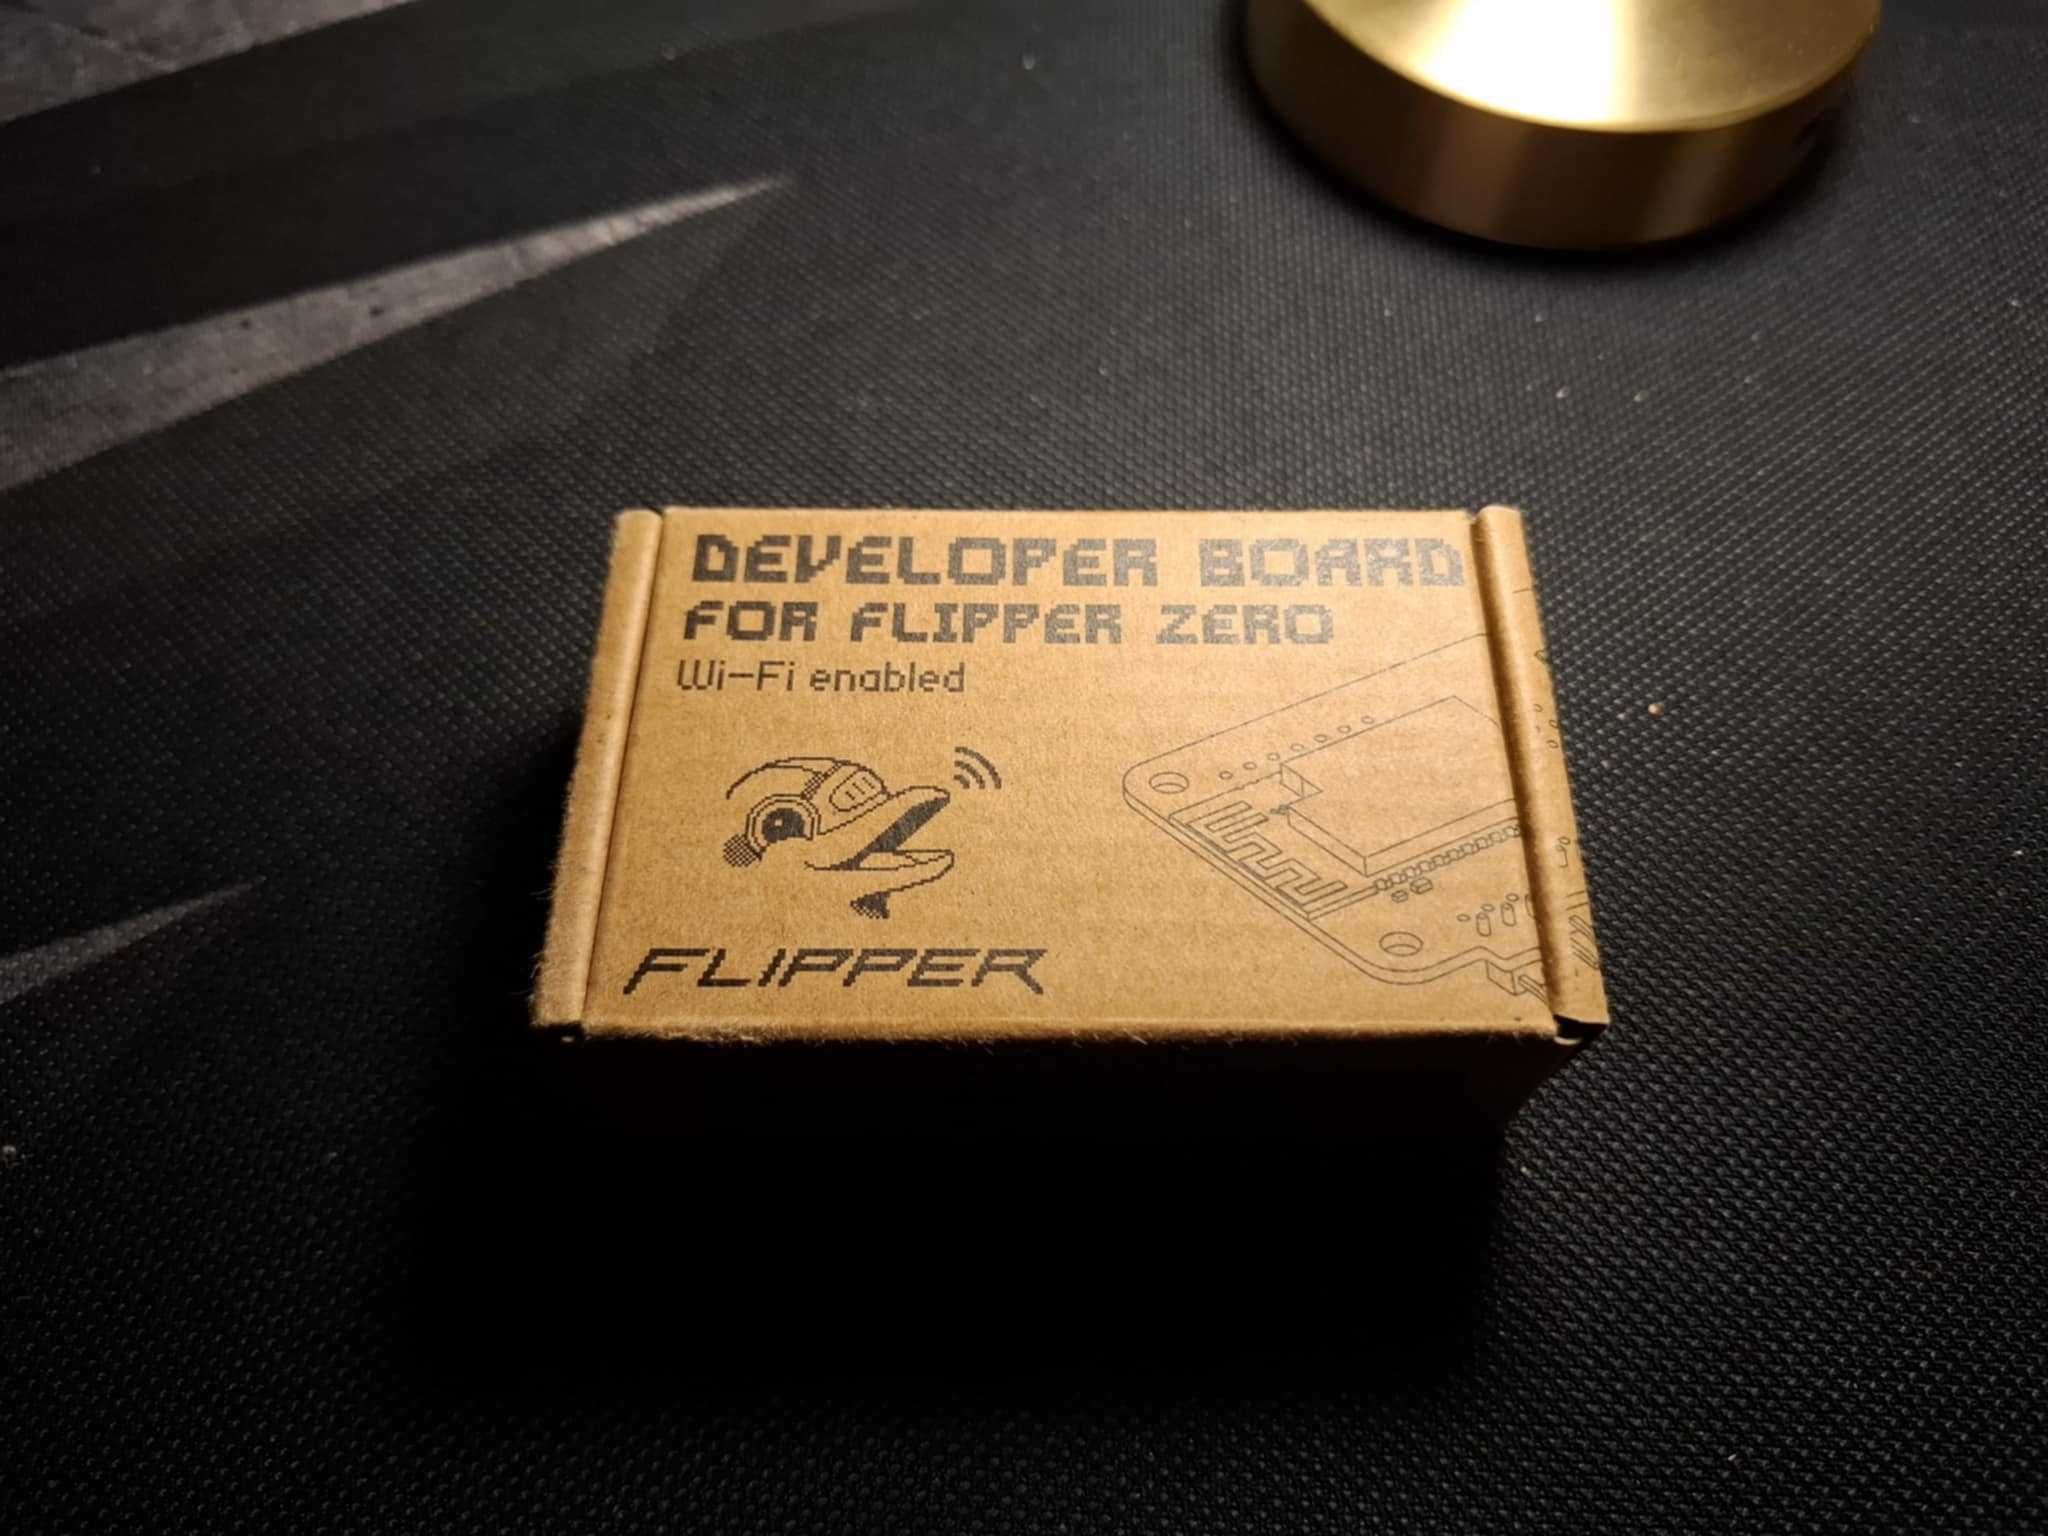 DEVELOPER BOARD
FOR FLIPPER ZERO
Wi-Fi enabled
FLIPPER